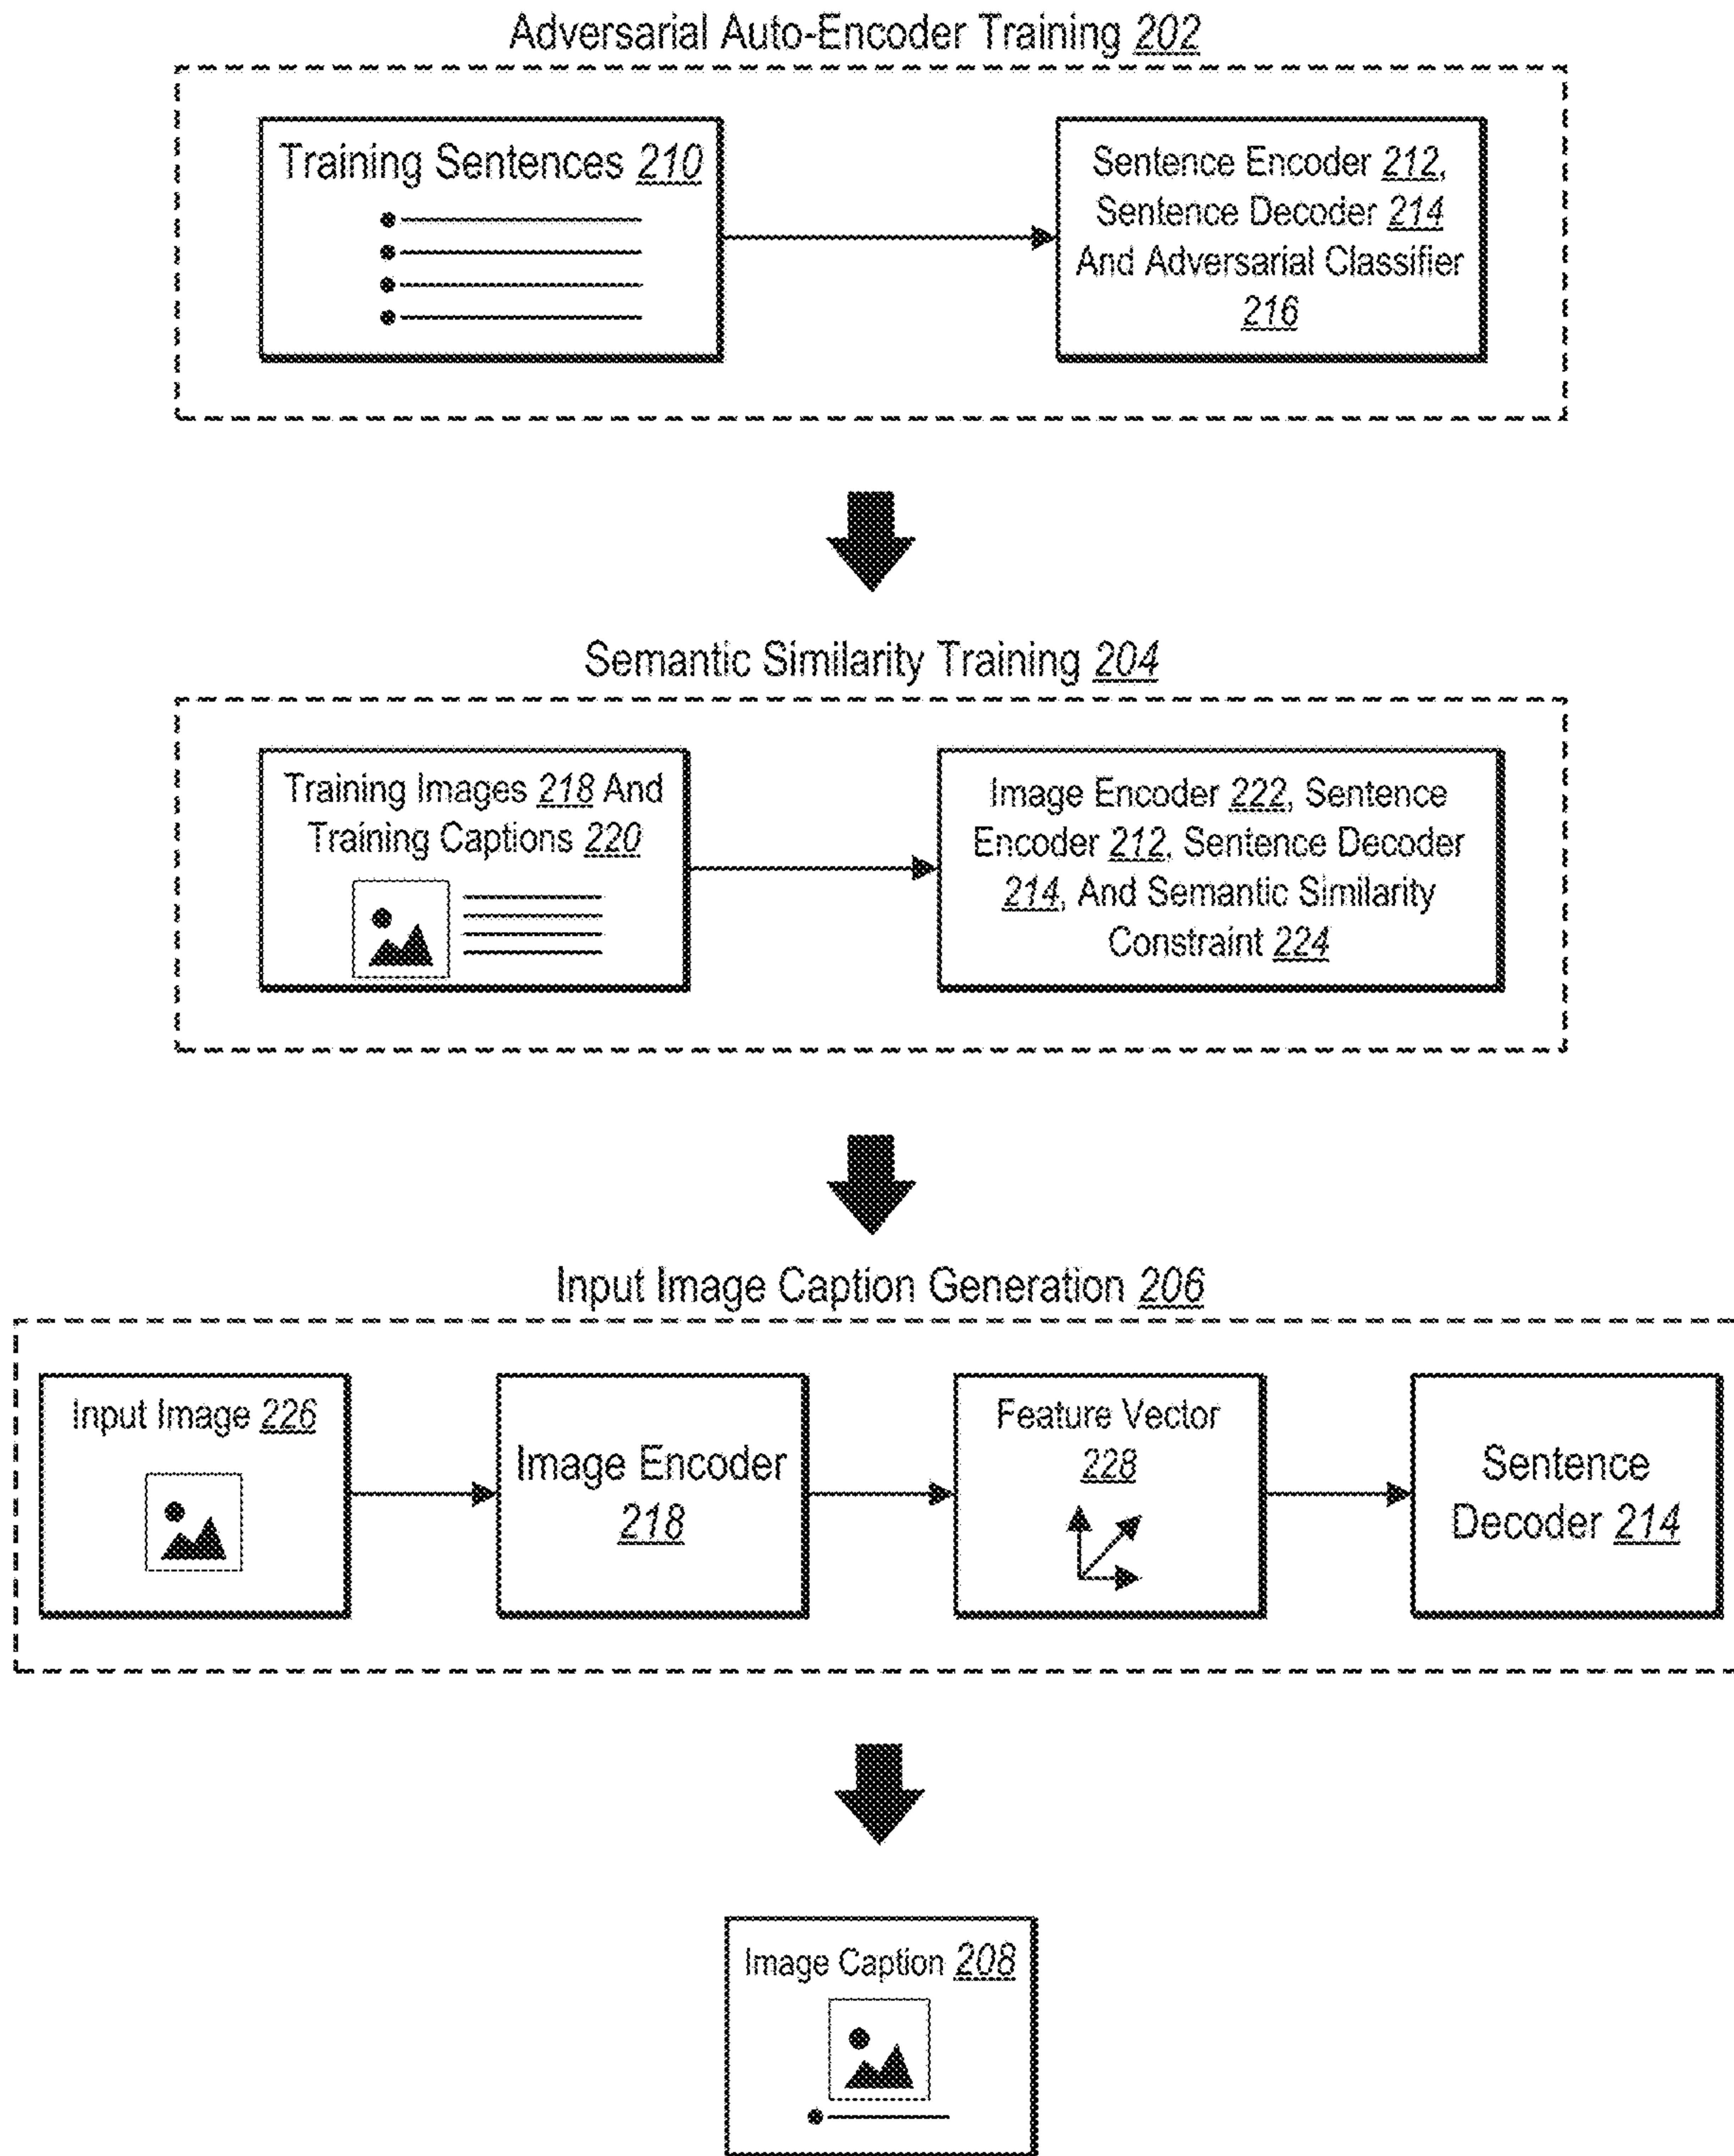 Adversarial Auto-Encoder Training 202
Training Sentences 210
Sentence Encoder 212,
Sentence Decoder 214
And Adversarial Classifier
216
Semantic Similarity Training 204
Training Images 218 And
Training Captions 220
Image Encoder 222, Sentence
Encoder 212, Sentence Decoder
214, And Semantic Similarity
Constraint 224
Input Image Caption Generation 206
Input Image 226
Image Encoder
218
Feature Vector
228
Sentence
Decoder 214
Image Caption 208